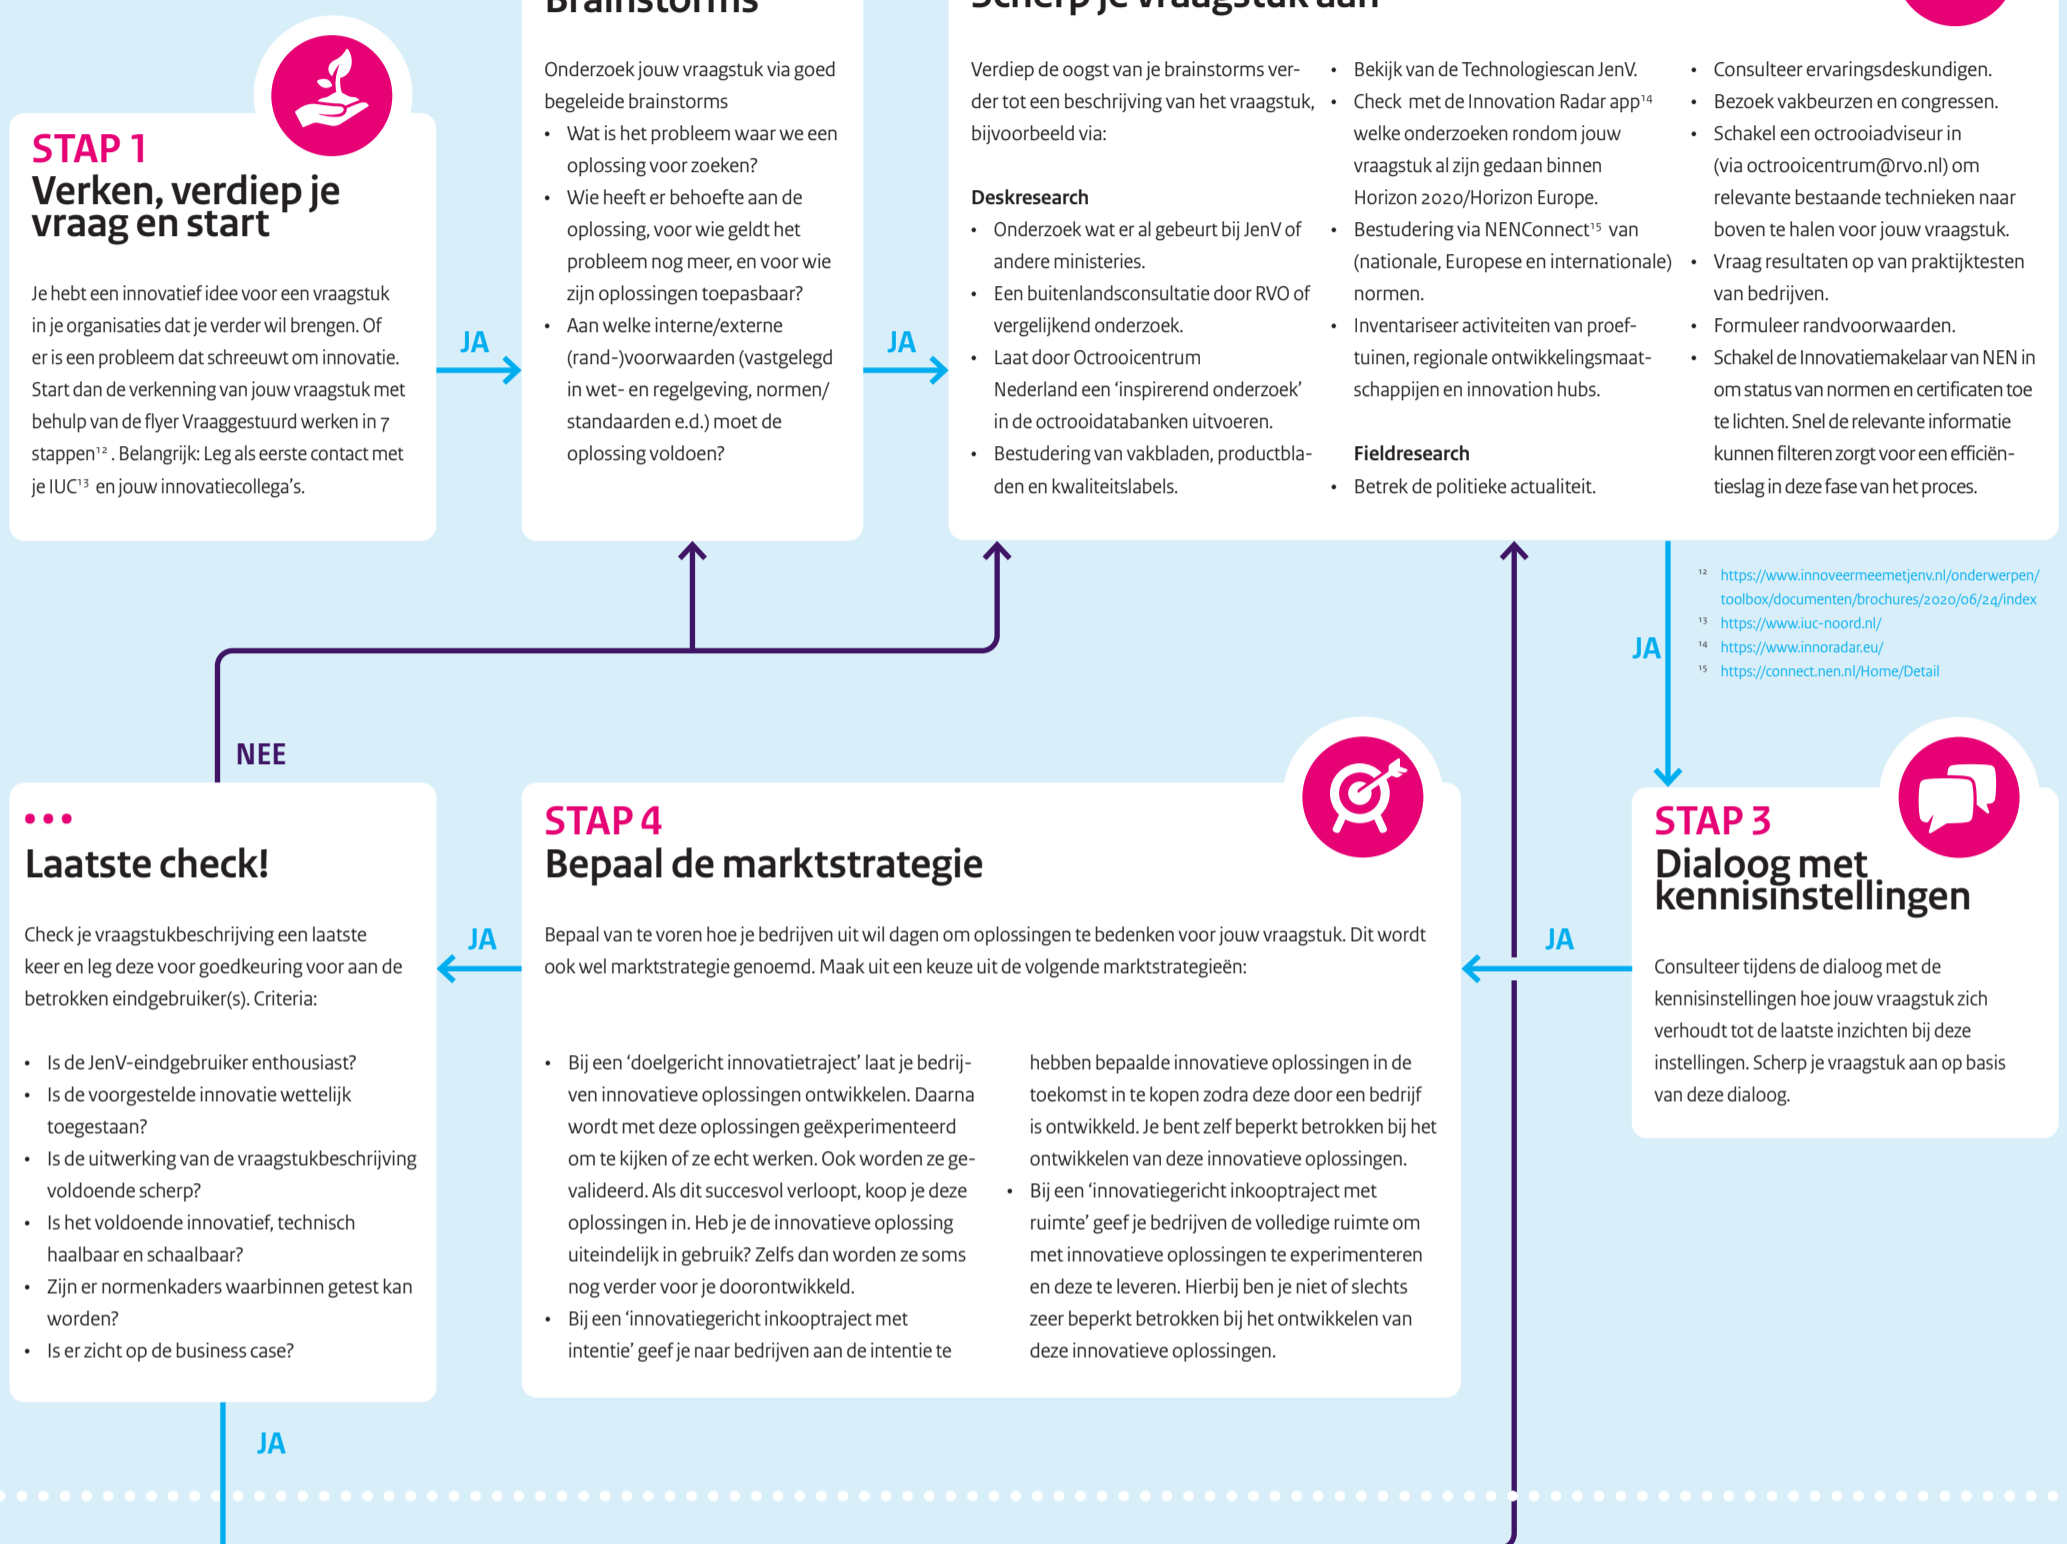 STAP 1
Verken, verdiep je
vraag en start
Je hebt een innovatief idee voor een vraagstuk
in je organisaties dat je verder wil brengen. Of
er is een probleem dat schreeuwt om innovatie.
Start dan de verkenning van jouw vraagstuk met
behulp van de flyer Vraaggestuurd werken in 7
stappen¹² . Belangrijk: Leg als eerste contact met
je IUC¹³ en jouw innovatiecollega's.
JA
Brainstorms
Onderzoek jouw vraagstuk via goed
begeleide brainstorms
• Wat is het probleem waar we een
oplossing voor zoeken?
• Wie heeft er behoefte aan de
oplossing, voor wie geldt het
probleem nog meer, en voor wie
zijn oplossingen toepasbaar?
• Aan welke interne/externe
(rand-)voorwaarden (vastgelegd
in wet- en regelgeving, normen/
standaarden e.d.) moet de
oplossing voldoen?
JA
Scherp je vraagstuk aan
Verdiep de oogst van je brainstorms ver-
der tot een beschrijving van het vraagstuk,
bijvoorbeeld via:
Deskresearch
• Onderzoek wat er al gebeurt bij JenV of
andere ministeries.
• Een buitenlandsconsultatie door RVO of
vergelijkend onderzoek.
• Laat door Octrooicentrum
Nederland een ‘inspirerend onderzoek’
in de octrooidatabanken uitvoeren.
• Bestudering van vakbladen, productbla-
den en kwaliteitslabels.
• Bekijk van de Technologiescan JenV.
• Check met de Innovation Radar app¹⁴
welke onderzoeken rondom jouw
vraagstuk al zijn gedaan binnen
Horizon 2020/Horizon Europe.
• Bestudering via NENConnect¹⁵ van
(nationale, Europese en internationale)
normen.
• Inventariseer activiteiten van proef-
tuinen, regionale ontwikkelingsmaat-
schappijen en innovation hubs.
Fieldresearch
• Betrek de politieke actualiteit.
• Consulteer ervaringsdeskundigen.
• Bezoek vakbeurzen en congressen.
• Schakel een octrooiadviseur in
(via octrooicentrum@rvo.nl) om
relevante bestaande technieken naar
boven te halen voor jouw vraagstuk.
• Vraag resultaten op van praktijktesten
van bedrijven.
• Formuleer randvoorwaarden.
• Schakel de Innovatiemakelaar van NEN in
om status van normen en certificaten toe
te lichten. Snel de relevante informatie
kunnen filteren zorgt voor een efficiën-
tieslag in deze fase van het proces.
¹² https://www.innoveermeemetjenv.nl/onderwerpen/
toolbox/documenten/brochures/2020/06/24/index
¹³ https://www.iuc-noord.nl/
¹⁴ https://www.innoradar.eu/
¹⁵ https://connect.nen.nl/Home/Detail
JA
STAP 3
Dialoog met
kennisinstellingen
Consulteer tijdens de dialoog met de
kennisinstellingen hoe jouw vraagstuk zich
verhoudt tot de laatste inzichten bij deze
instellingen. Scherp je vraagstuk aan op basis
van deze dialoog.
JA
STAP 4
Bepaal de marktstrategie
Bepaal van te voren hoe je bedrijven uit wil dagen om oplossingen te bedenken voor jouw vraagstuk. Dit wordt
ook wel marktstrategie genoemd. Maak uit een keuze uit de volgende marktstrategieën:
• Bij een ‘doelgericht innovatietraject’ laat je bedrij-
ven innovatieve oplossingen ontwikkelen. Daarna
wordt met deze oplossingen geëxperimenteerd
om te kijken of ze echt werken. Ook worden ze ge-
valideerd. Als dit succesvol verloopt, koop je deze
oplossingen in. Heb je de innovatieve oplossing
uiteindelijk in gebruik? Zelfs dan worden ze soms
nog verder voor je doorontwikkeld.
• Bij een ‘innovatiegericht inkooptraject met
intentie’ geef je naar bedrijven aan de intentie te
hebben bepaalde innovatieve oplossingen in de
toekomst in te kopen zodra deze door een bedrijf
is ontwikkeld. Je bent zelf beperkt betrokken bij het
ontwikkelen van deze innovatieve oplossingen.
• Bij een ‘innovatiegericht inkooptraject met
ruimte’ geef je bedrijven de volledige ruimte om
met innovatieve oplossingen te experimenteren
en deze te leveren. Hierbij ben je niet of slechts
zeer beperkt betrokken bij het ontwikkelen van
deze innovatieve oplossingen.
JA
NEE
Laatste check!
Check je vraagstukbeschrijving een laatste
keer en leg deze voor goedkeuring voor aan de
betrokken eindgebruiker(s). Criteria:
• Is de JenV-eindgebruiker enthousiast?
• Is de voorgestelde innovatie wettelijk
toegestaan?
• Is de uitwerking van de vraagstukbeschrijving
voldoende scherp?
• Is het voldoende innovatief, technisch
haalbaar en schaalbaar?
• Zijn er normenkaders waarbinnen getest kan
worden?
• Is er zicht op de business case?
JA